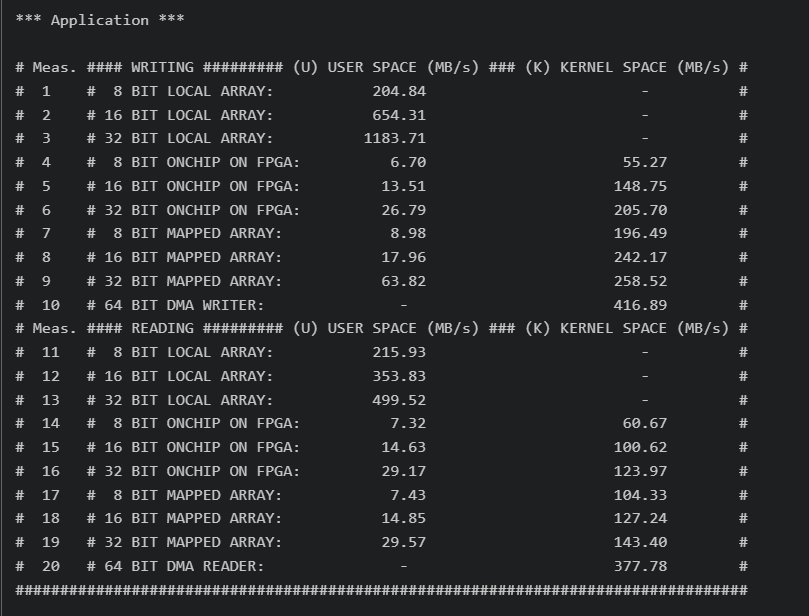 *** Application ***
# Meas. #### WRITING ######### (U) USER SPACE (MB/s) ### (K) KERNEL SPACE (MB/s) #
#  1    #  8 BIT LOCAL ARRAY:           204.84                        -          #
#  2    # 16 BIT LOCAL ARRAY:           654.31                        -          #
#  3    # 32 BIT LOCAL ARRAY:          1183.71                        -          #
#  4    #  8 BIT ONCHIP ON FPGA:          6.70                      55.27        #
#  5    # 16 BIT ONCHIP ON FPGA:         13.51                     148.75        #
#  6    # 32 BIT ONCHIP ON FPGA:         26.79                     205.70        #
#  7    #  8 BIT MAPPED ARRAY:            8.98                     196.49        #
#  8    # 16 BIT MAPPED ARRAY:           17.96                     242.17        #
#  9    # 32 BIT MAPPED ARRAY:           63.82                     258.52        #
#  10   # 64 BIT DMA WRITER:               -                       416.89        #
# Meas. #### READING ######### (U) USER SPACE (MB/s) ### (K) KERNEL SPACE (MB/s) #
#  11   #  8 BIT LOCAL ARRAY:           215.93                        -          #
#  12   # 16 BIT LOCAL ARRAY:           353.83                        -          #
#  13   # 32 BIT LOCAL ARRAY:           499.52                        -          #
#  14   #  8 BIT ONCHIP ON FPGA:          7.32                      60.67        #
#  15   # 16 BIT ONCHIP ON FPGA:         14.63                     100.62        #
#  16   # 32 BIT ONCHIP ON FPGA:         29.17                     123.97        #
#  17   #  8 BIT MAPPED ARRAY:            7.43                     104.33        #
#  18   # 16 BIT MAPPED ARRAY:           14.85                     127.24        #
#  19   # 32 BIT MAPPED ARRAY:           29.57                     143.40        #
#  20   # 64 BIT DMA READER:               -                       377.78        #
##################################################################################